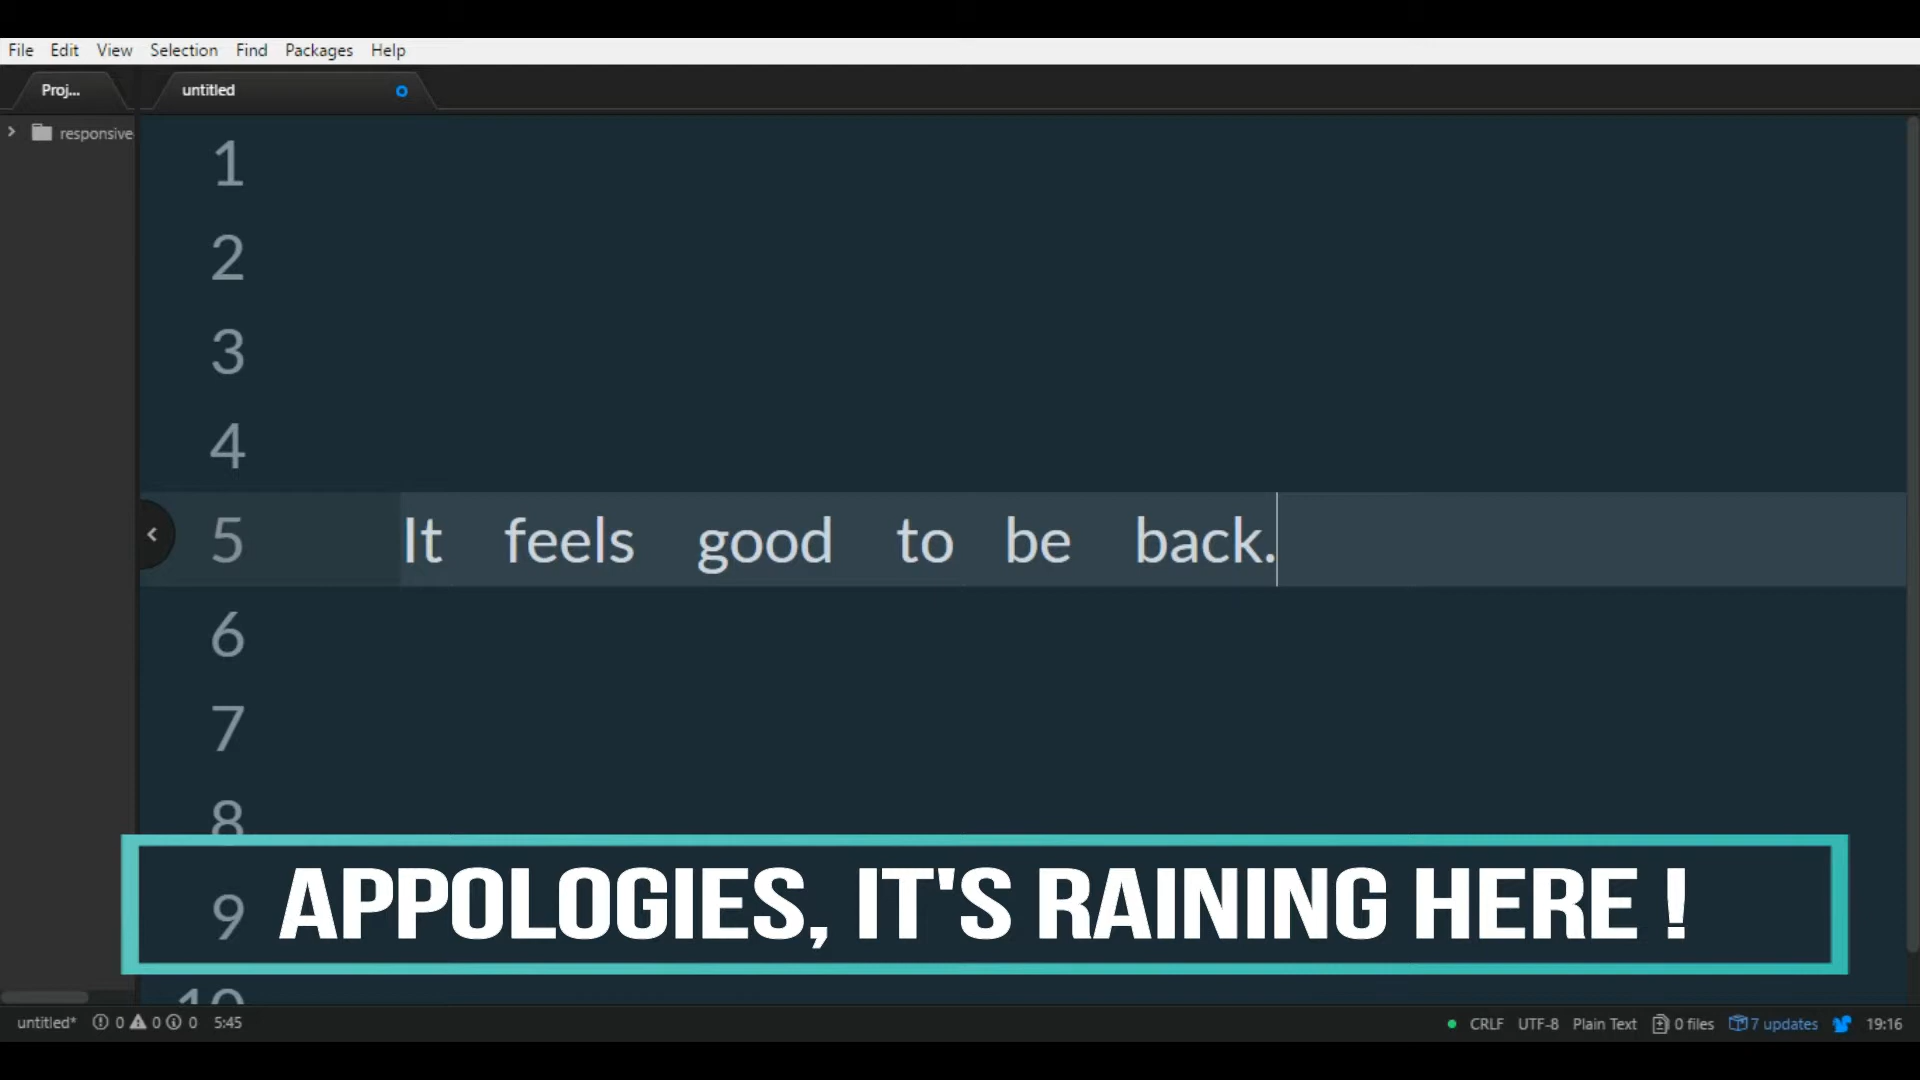 File Edit View Selection Find Packages Help
Proj... untitled
responsive
1
2
3
4
5 It feels good to be back.
6
7
8
9
APPOLOGIES, IT'S RAINING HERE !
10
untitled* 0 0 0 5:45 CRLF UTF-8 Plain Text 0 files 7 updates 19:16